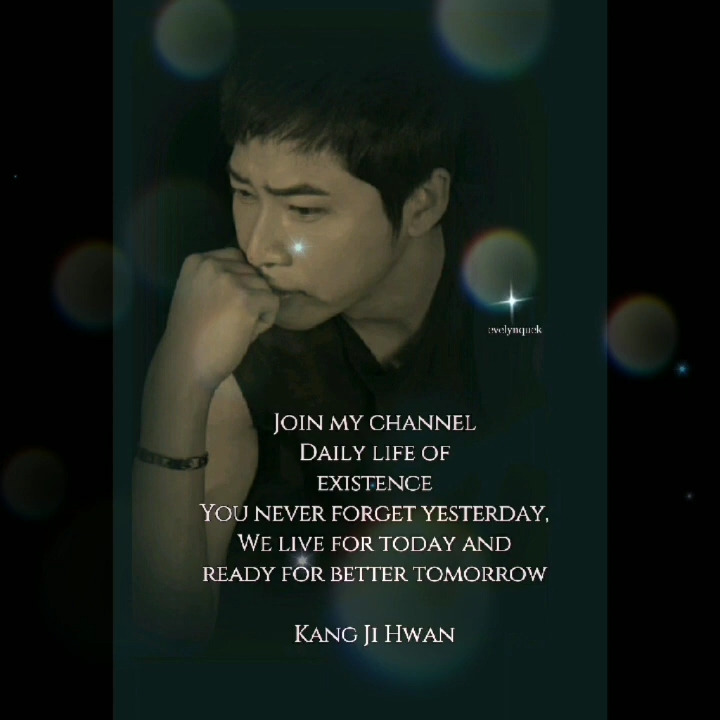 evelynquek
Join my channel
Daily life of
existence
You never forget yesterday,
We live for today and
ready for better tomorrow
Kang Ji Hwan